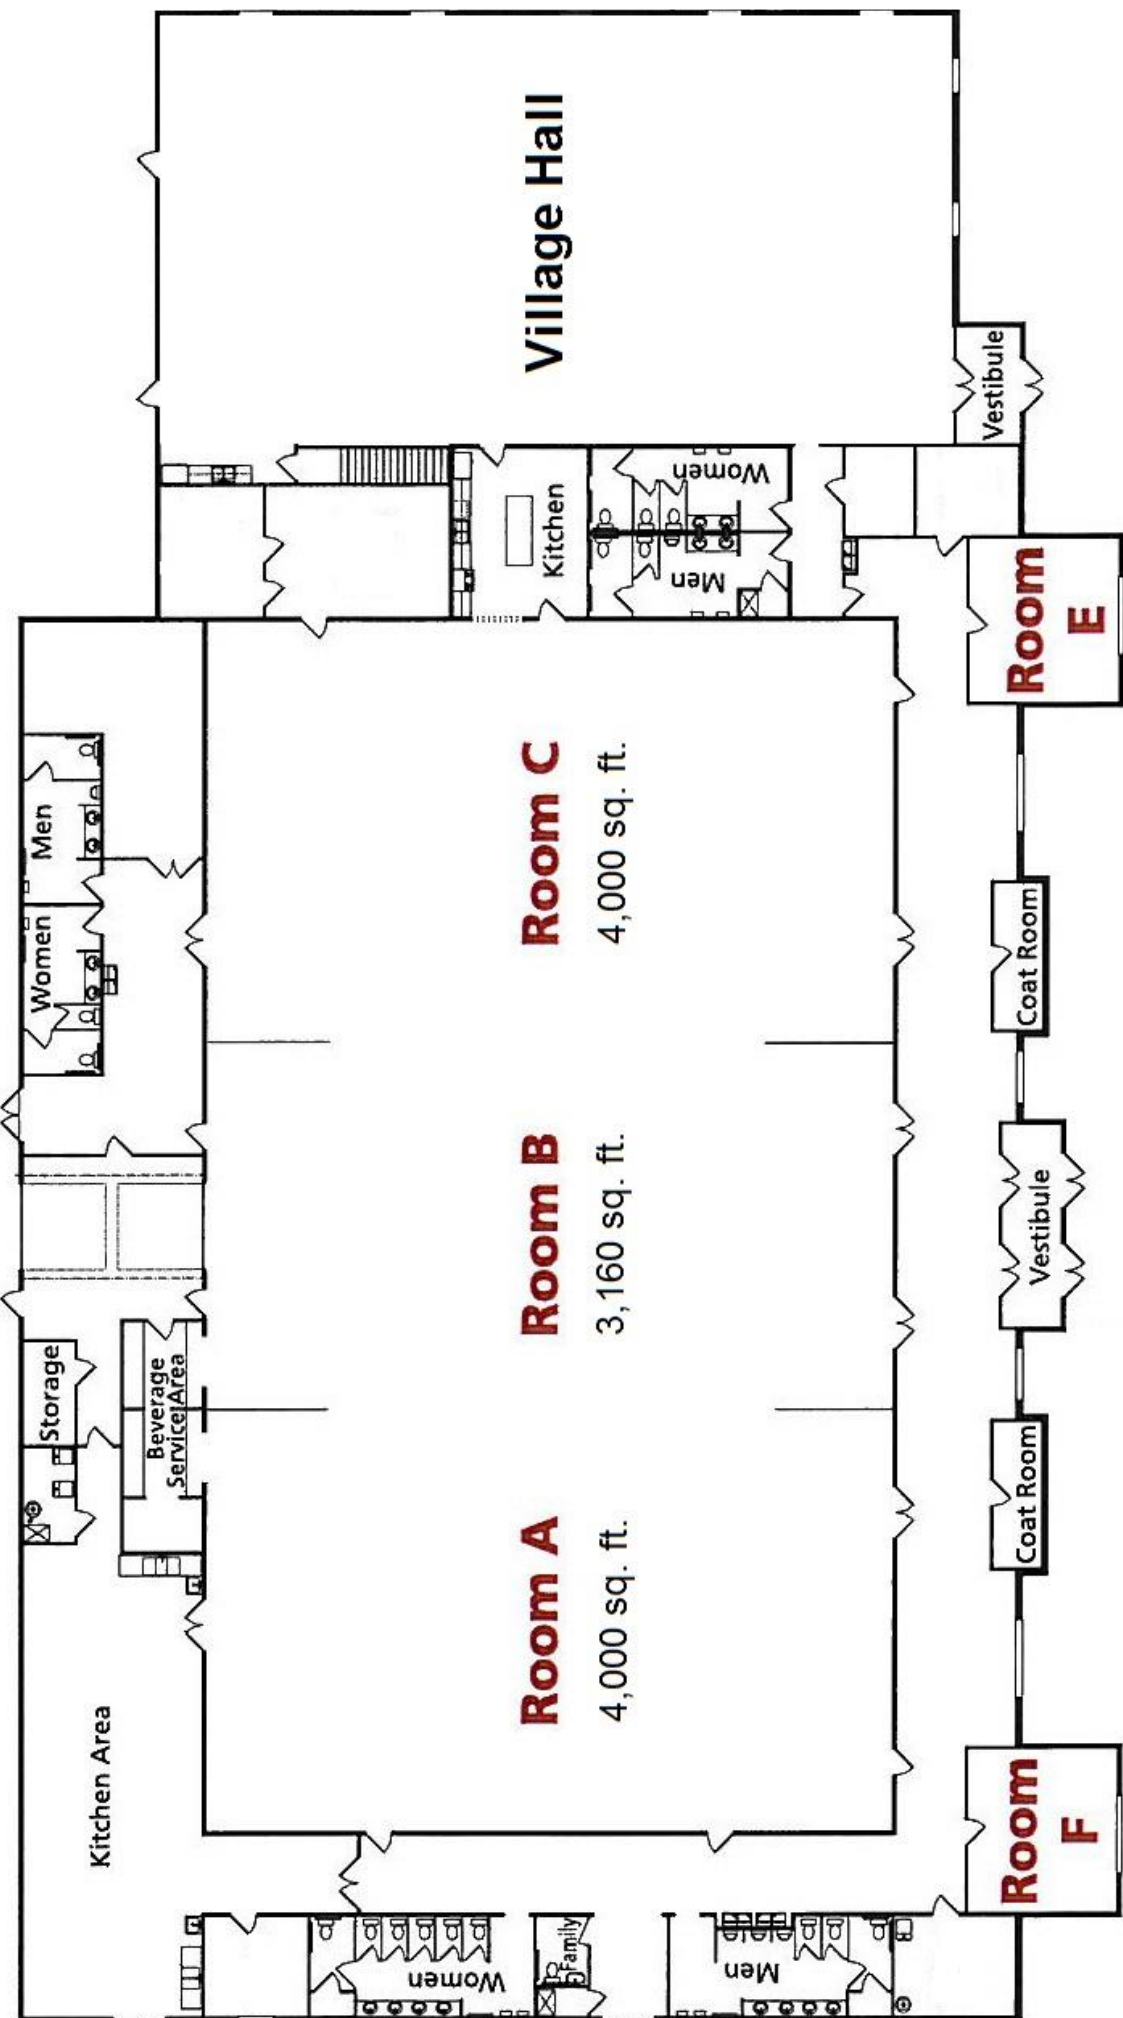 Village Hall
Vestibule
Women
Men
Kitchen
Room
E
Room C
4,000 sq. ft.
Men
Women
Coat Room
Room B
3,160 sq. ft.
Vestibule
Storage
Beverage
Service Area
Room A
4,000 sq. ft.
Coat Room
Kitchen Area
Room
F
Women
Family
Men